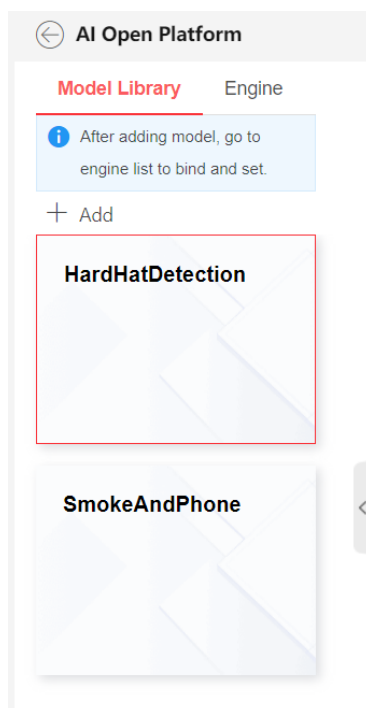 AI Open Platform
Model Library Engine
After adding model, go to
engine list to bind and set.
Add
HardHatDetection
SmokeAndPhone